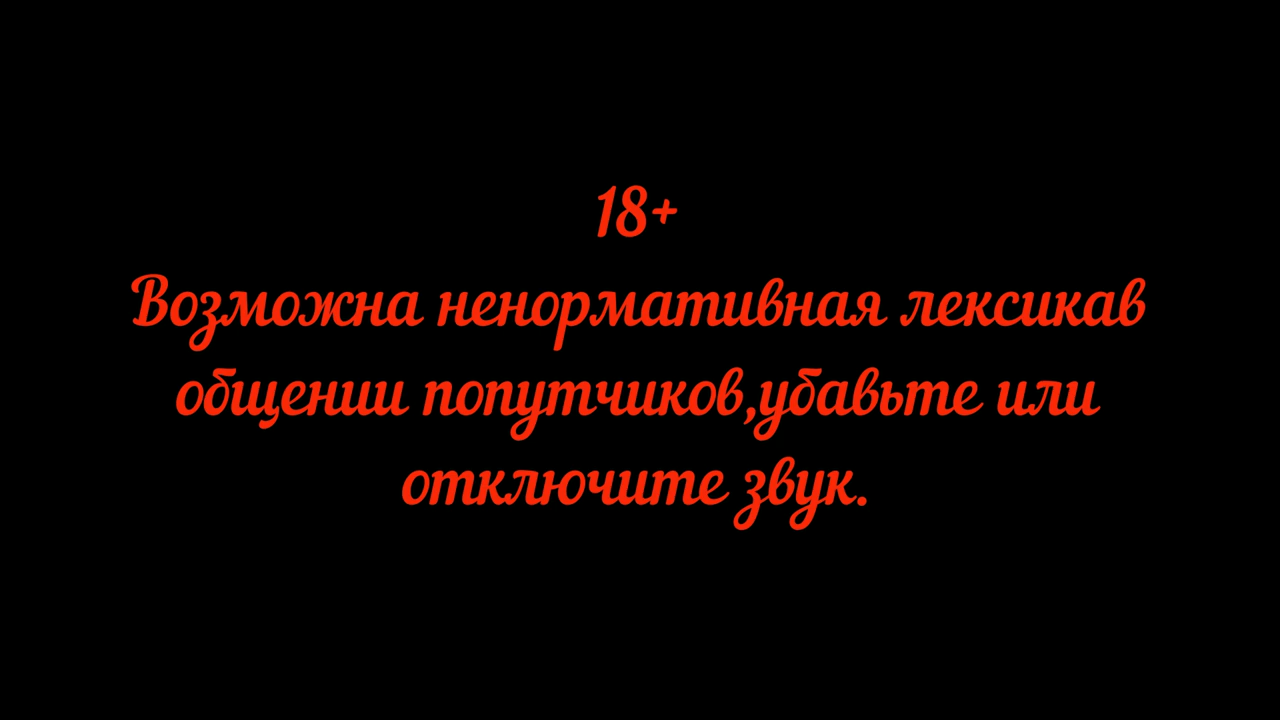 18+
Возможна ненормативная лексикав
общении попутчиков,убавьте или
отключите звук.